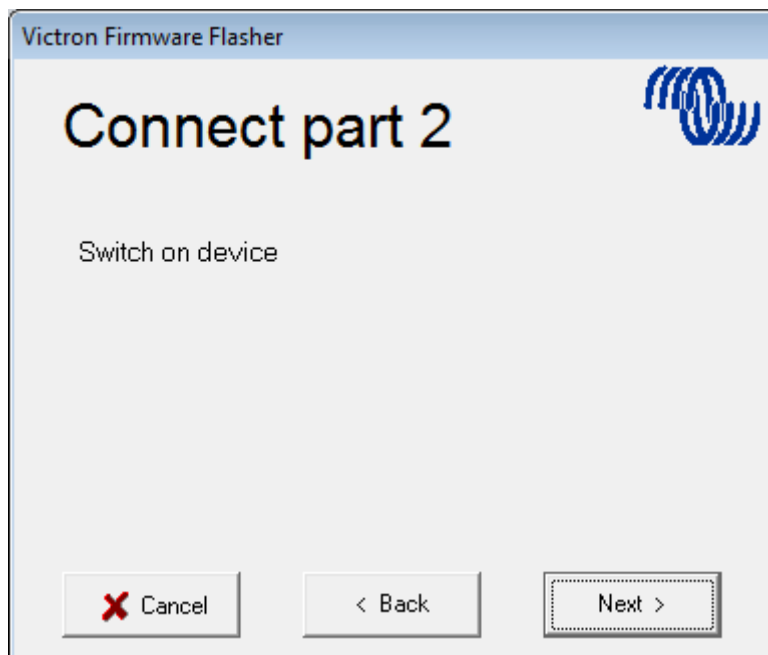 Victron Firmware Flasher
Connect part 2
Switch on device
Cancel
< Back
Next >